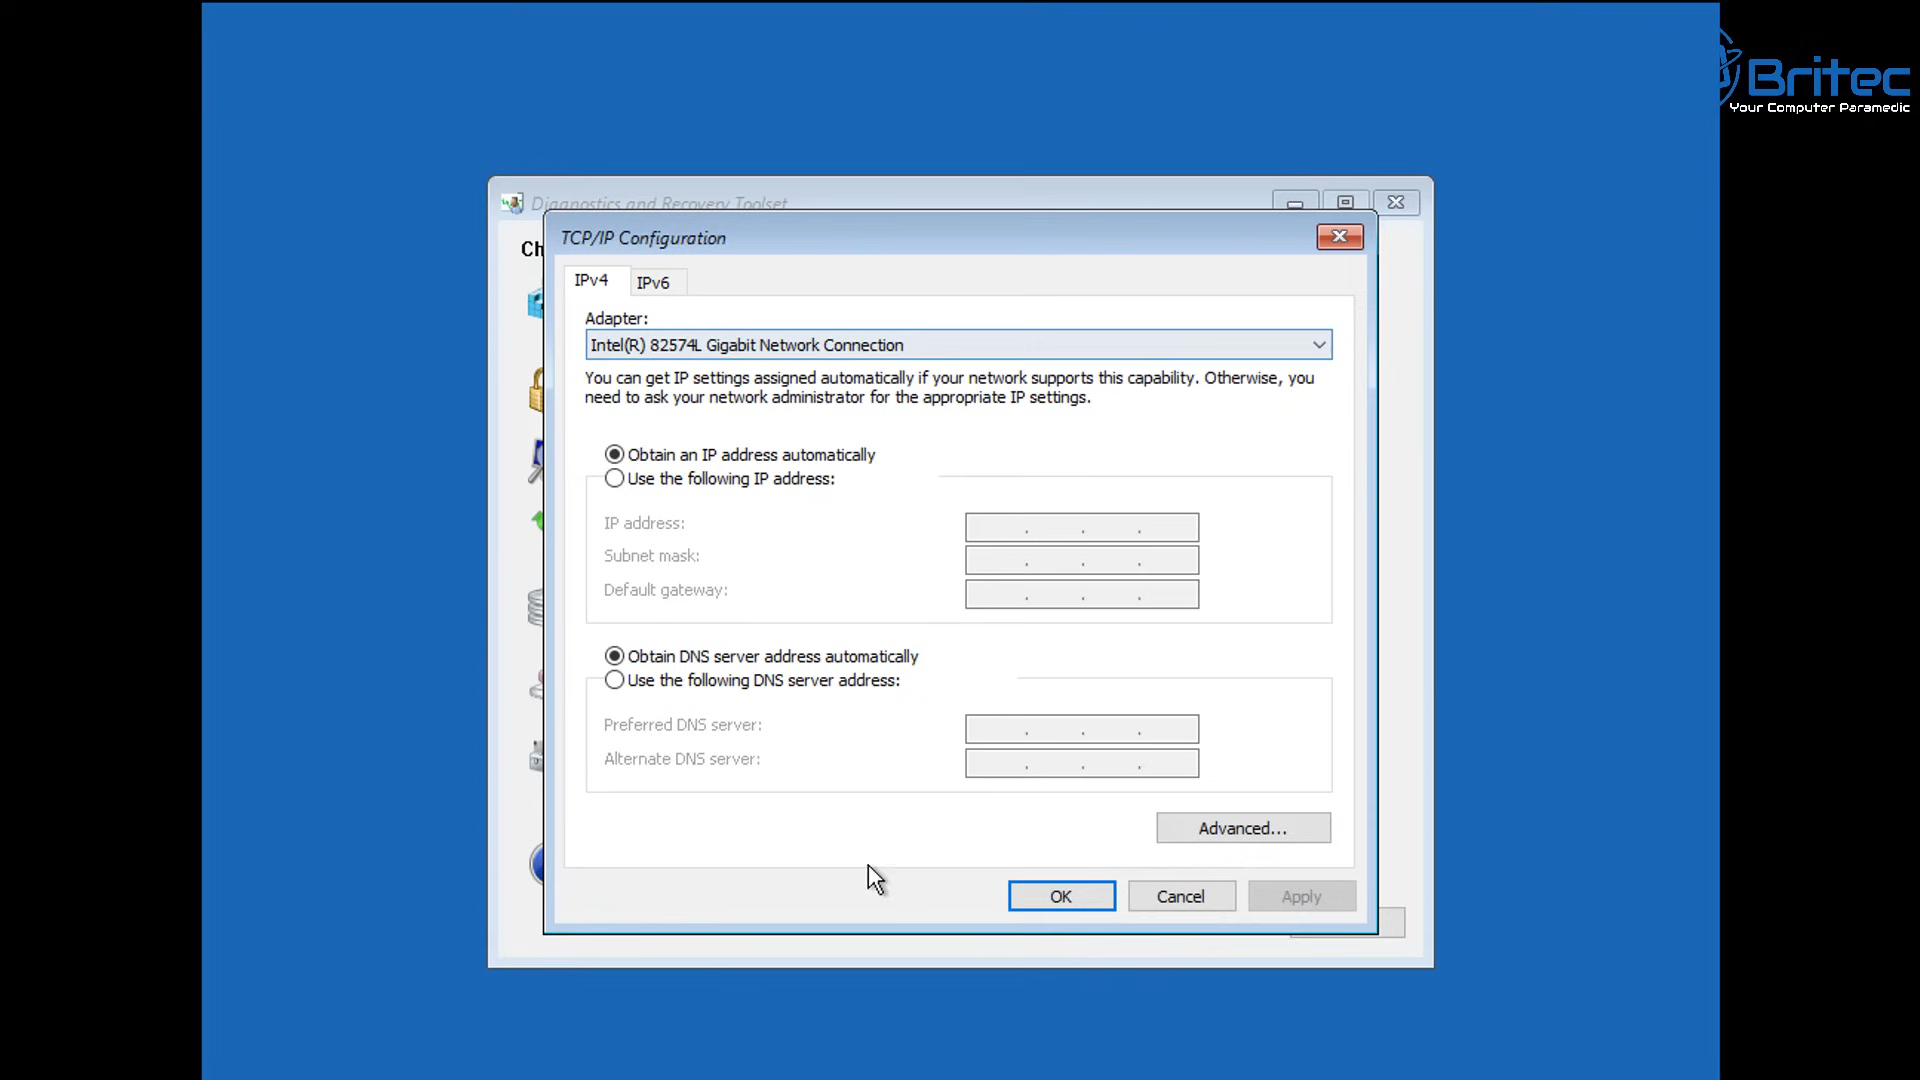 Britec
Your Computer Paramedic
Diagnostics and Recovery Toolset
Ch
TCP/IP Configuration
IPv4
IPv6
Adapter:
Intel(R) 82574L Gigabit Network Connection
You can get IP settings assigned automatically if your network supports this capability. Otherwise, you
need to ask your network administrator for the appropriate IP settings.
Obtain an IP address automatically
Use the following IP address:
IP address:
Subnet mask:
Default gateway:
Obtain DNS server address automatically
Use the following DNS server address:
Preferred DNS server:
Alternate DNS server:
Advanced...
OK
Cancel
Apply